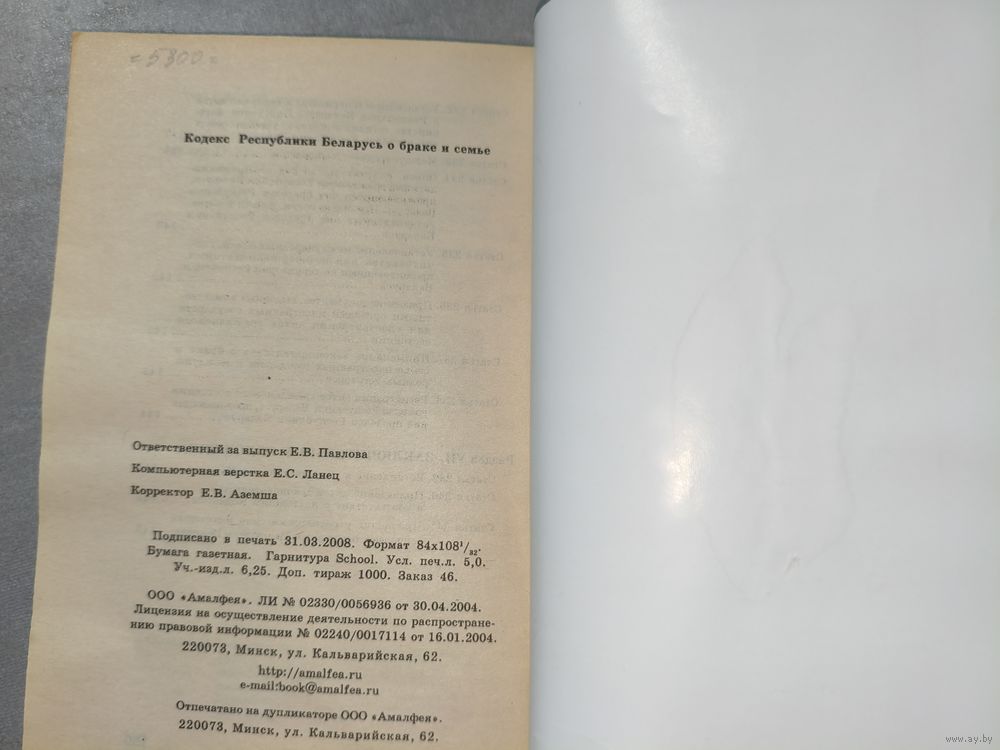 = 5800 =
Кодекс Республики Беларусь о браке и семье
Ответственный за выпуск Е.В. Павлова
Компьютерная верстка Е.С. Ланец
Корректор Е.В. Аземша
Подписано в печать 31.03.2008. Формат 84х108¹/₃₂.
Бумага газетная. Гарнитура School. Усл. печ.л. 5,0.
Уч.-изд.л. 6,25. Доп. тираж 1000. Заказ 46.
ООО «Амалфея». ЛИ № 02330/0056936 от 30.04.2004.
Лицензия на осуществление деятельности по распростране-
нию правовой информации № 02240/0017114 от 16.01.2004.
220073, Минск, ул. Кальварийская, 62.
http://amalfea.ru
e-mail:book@amalfea.ru
Отпечатано на дупликаторе ООО «Амалфея».
220073, Минск, ул. Кальварийская, 62.
www.ay.by